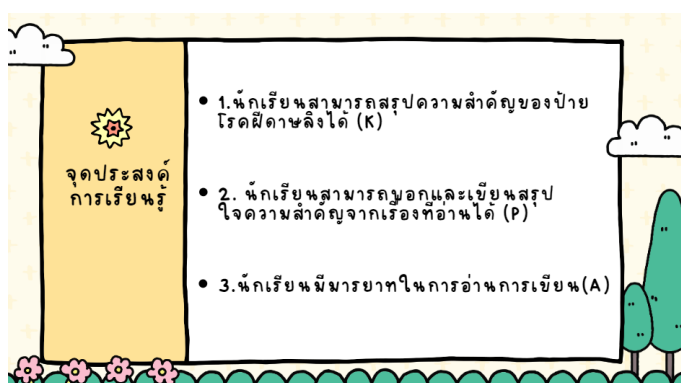 จุดประสงค์
การเรียนรู้
• 1.นักเรียนสามารถสรุปความสำคัญของป้าย
โรคฝีดาษลิงได้ (K)
• 2. นักเรียนสามารถบอกและเขียนสรุป
ใจความสำคัญจากเรื่องที่อ่านได้ (P)
• 3.นักเรียนมีมารยาทในการอ่านการเขียน(A)